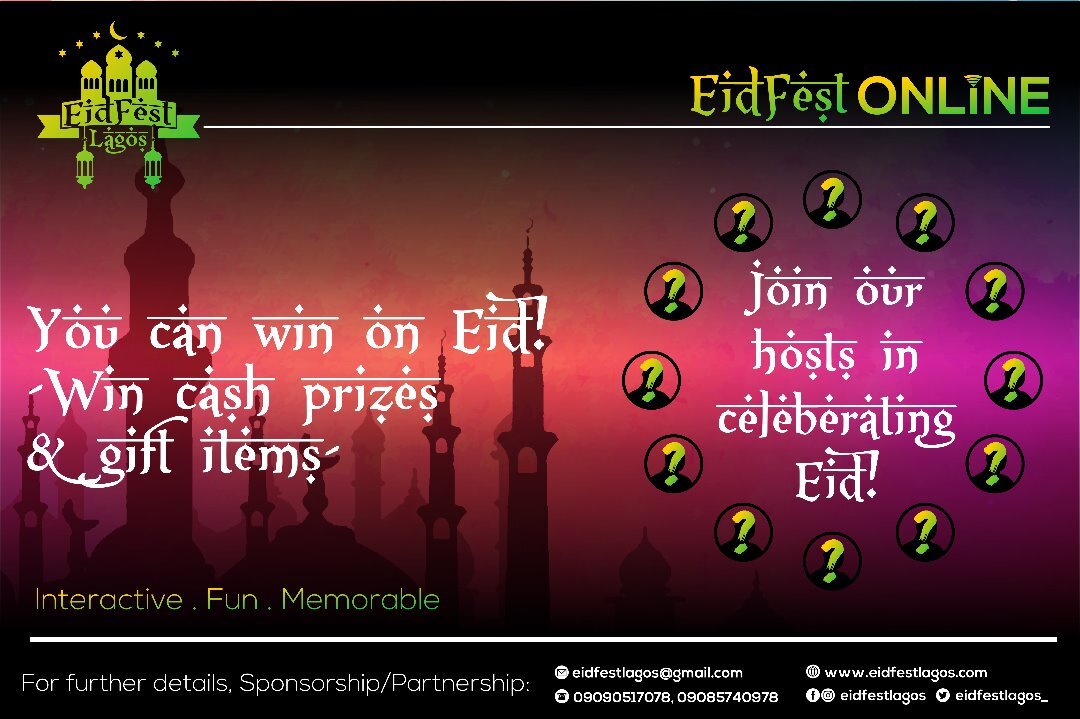 EidFest
Lagos
EidFest ONLINE
You can win on Eid!
-Win cash prizes
& gift items-
Join our
hosts in
celeberating
Eid!
Interactive . Fun . Memorable
For further details, Sponsorship/Partnership:
eidfestlagos@gmail.com
09090517078, 09085740978
www.eidfestlagos.com
eidfestlagos eidfestlagos_